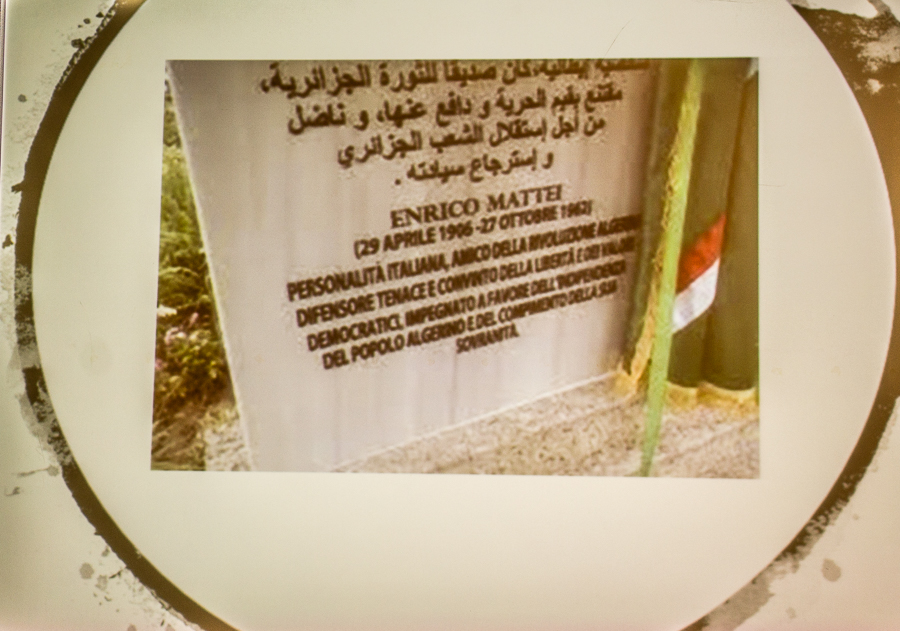 إيطالية، كان صديقا للثورة الجزائرية،
مقتنع بقيم الحرية و دافع عنها، و ناضل
من أجل إستقلال الشعب الجزائري
و إسترجاع سيادته .
ENRICO MATTEI
(29 APRILE 1906 -27 OTTOBRE 1962)
PERSONALITÀ ITALIANA, AMICO DELLA RIVOLUZIONE ALGERINA
DIFENSORE TENACE E CONVINTO DELLA LIBERTÀ E DEI VALORI
DEMOCRATICI, IMPEGNATO A FAVORE DELL'INDIPENDENZA
DEL POPOLO ALGERINO E DEL COMPIMENTO DELLA SUA
SOVRANITÀ.